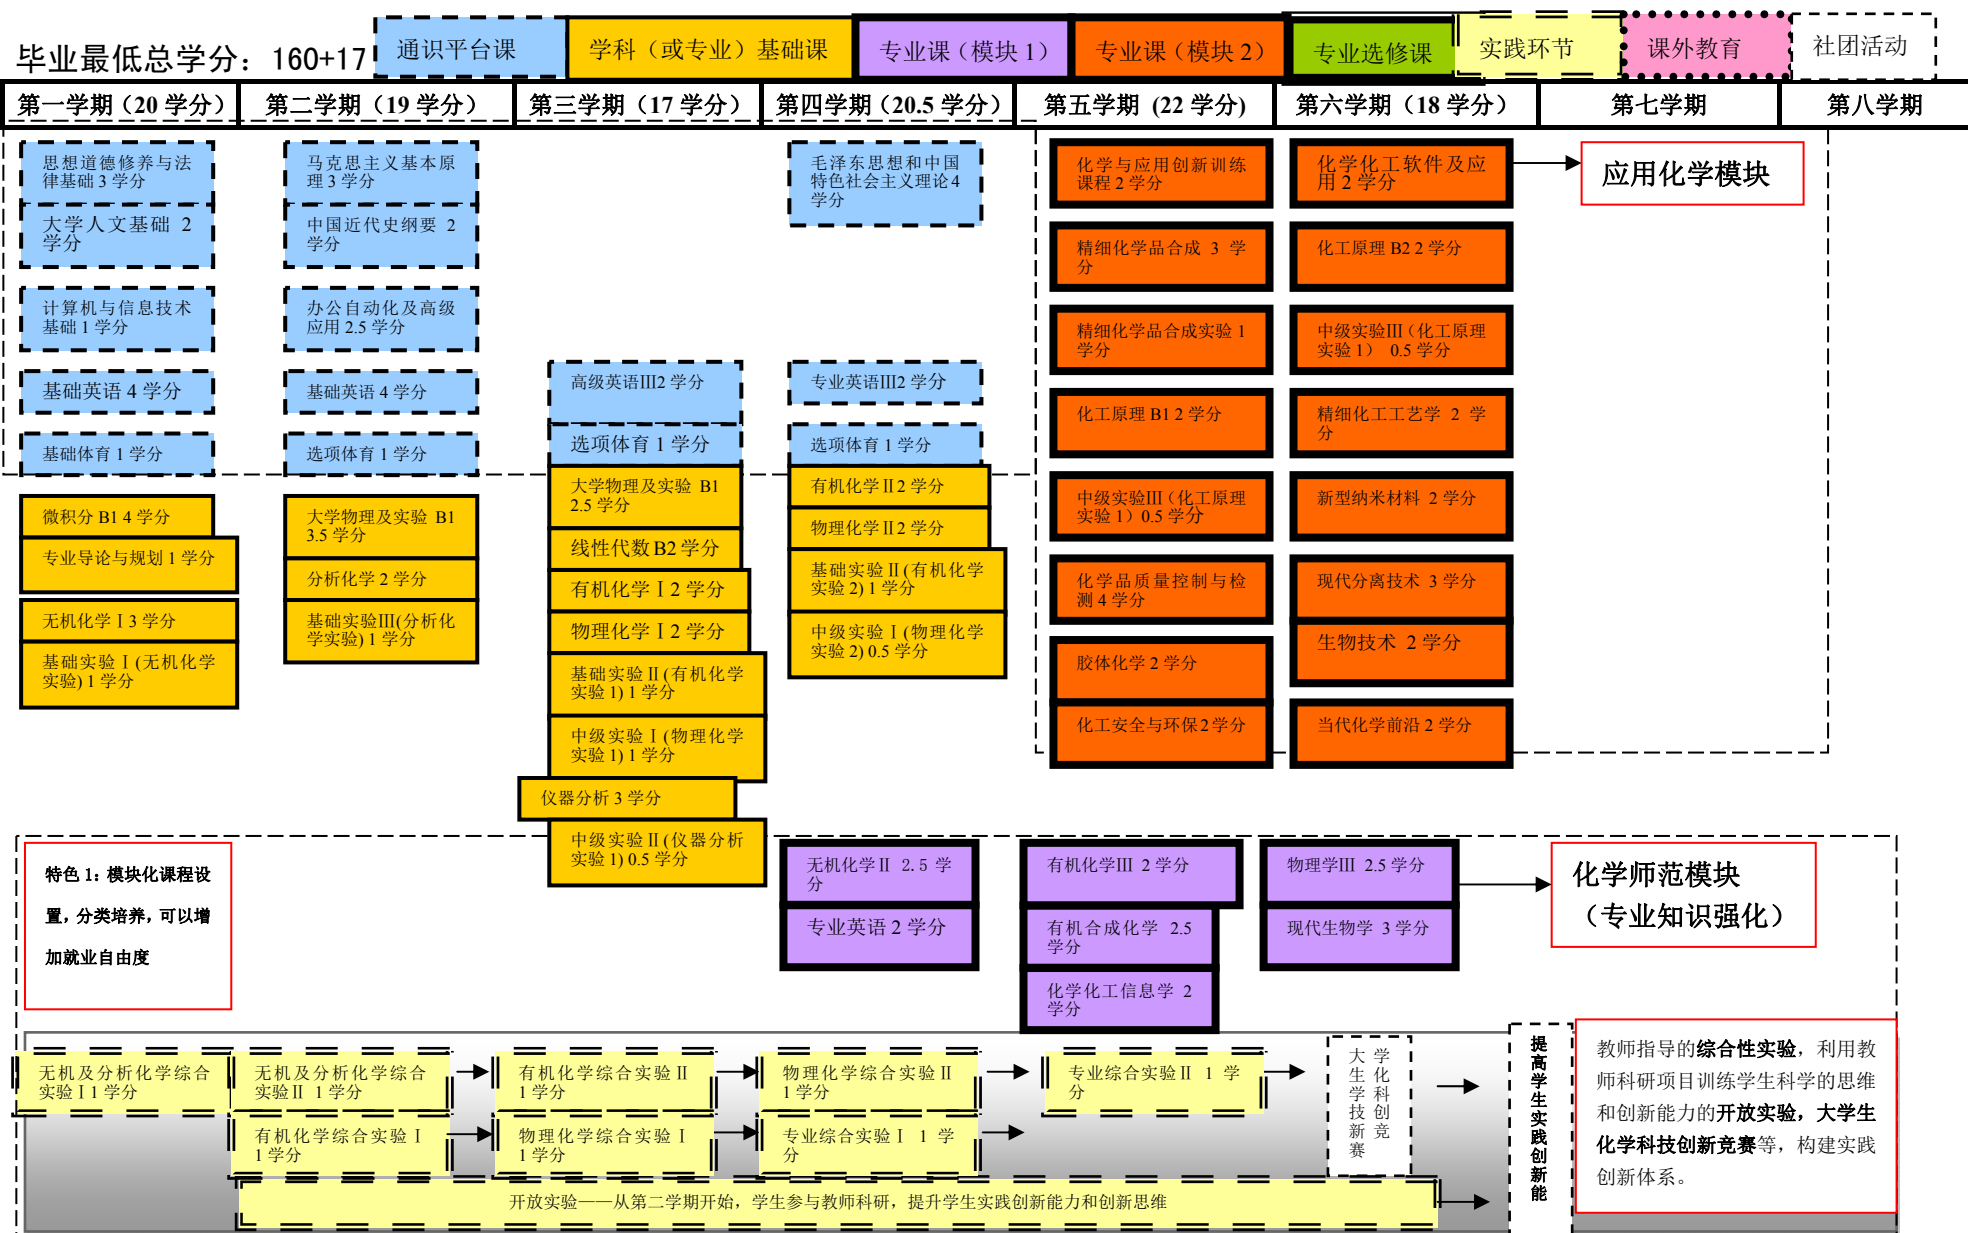 毕业最低总学分：160+17
通识平台课
学科（或专业）基础课
专业课（模块 1）
专业课（模块 2）
专业选修课
实践环节
课外教育
社团活动
第一学期（20 学分）
第二学期（19 学分）
第三学期（17 学分）
第四学期（20.5 学分）
第五学期 (22 学分)
第六学期（18 学分）
第七学期
第八学期
思想道德修养与法
律基础 3 学分
大学人文基础 2
学分
计算机与信息技术
基础 1 学分
基础英语 4 学分
基础体育 1 学分
微积分 B1 4 学分
专业导论与规划 1 学分
无机化学Ⅰ3 学分
基础实验Ⅰ(无机化学
实验) 1 学分
马克思主义基本原
理 3 学分
中国近代史纲要 2
学分
办公自动化及高级
应用 2.5 学分
基础英语 4 学分
选项体育 1 学分
大学物理及实验 B1
3.5 学分
分析化学 2 学分
基础实验Ⅲ(分析化
学实验) 1 学分
高级英语Ⅲ2 学分
选项体育 1 学分
大学物理及实验 B1
2.5 学分
线性代数 B2 学分
有机化学Ⅰ2 学分
物理化学Ⅰ2 学分
基础实验Ⅱ(有机化学
实验 1) 1 学分
中级实验Ⅰ(物理化学
实验 1) 1 学分
仪器分析 3 学分
中级实验Ⅱ(仪器分析
实验 1) 0.5 学分
毛泽东思想和中国
特色社会主义理论 4
学分
专业英语Ⅲ2 学分
选项体育 1 学分
有机化学Ⅱ2 学分
物理化学Ⅱ2 学分
基础实验Ⅱ(有机化学
实验 2) 1 学分
中级实验Ⅰ(物理化学
实验 2) 0.5 学分
化学与应用创新训练
课程 2 学分
精细化学品合成 3 学
分
精细化学品合成实验 1
学分
化工原理 B1 2 学分
中级实验Ⅲ（化工原理
实验 1）0.5 学分
化学品质量控制与检
测 4 学分
胶体化学 2 学分
化工安全与环保 2 学分
化学化工软件及应
用 2 学分
化工原理 B2 2 学分
中级实验Ⅲ（化工原理
实验 1） 0.5 学分
精细化工工艺学 2 学
分
新型纳米材料 2 学分
现代分离技术 3 学分
生物技术 2 学分
当代化学前沿 2 学分
应用化学模块
特色 1：模块化课程设
置，分类培养，可以增
加就业自由度
无机化学Ⅱ 2.5 学
分
专业英语 2 学分
有机化学Ⅲ 2 学分
有机合成化学 2.5
学分
化学化工信息学 2
学分
物理学Ⅲ 2.5 学分
现代生物学 3 学分
化学师范模块
（专业知识强化）
无机及分析化学综合
实验Ⅰ1 学分
无机及分析化学综合
实验Ⅱ 1 学分
有机化学综合实验Ⅱ
1 学分
物理化学综合实验Ⅱ
1 学分
专业综合实验Ⅱ 1 学
分
有机化学综合实验Ⅰ
1 学分
物理化学综合实验Ⅰ
1 学分
专业综合实验Ⅰ 1 学
分
大 学
生 化
学 科
技 创
新 竞
赛
开放实验——从第二学期开始，学生参与教师科研，提升学生实践创新能力和创新思维
提高学生实践创新能
教师指导的综合性实验，利用教
师科研项目训练学生科学的思维
和创新能力的开放实验，大学生
化学科技创新竞赛等，构建实践
创新体系。